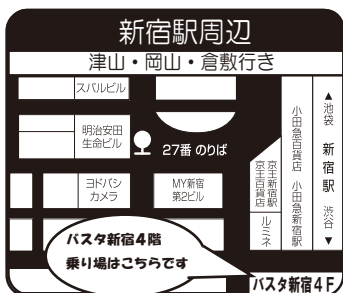 新宿駅周辺
津山・岡山・倉敷行き
スバルビル
明治安田
生命ビル
27番 のりば
ヨドバシ
カメラ
MY新宿
第2ビル
京王新宿駅
京王百貨店
ルミネ
小田急百貨店 小田急新宿駅
▲池袋 新宿駅 渋谷▼
バスタ新宿4階
乗り場はこちらです
バスタ新宿4F